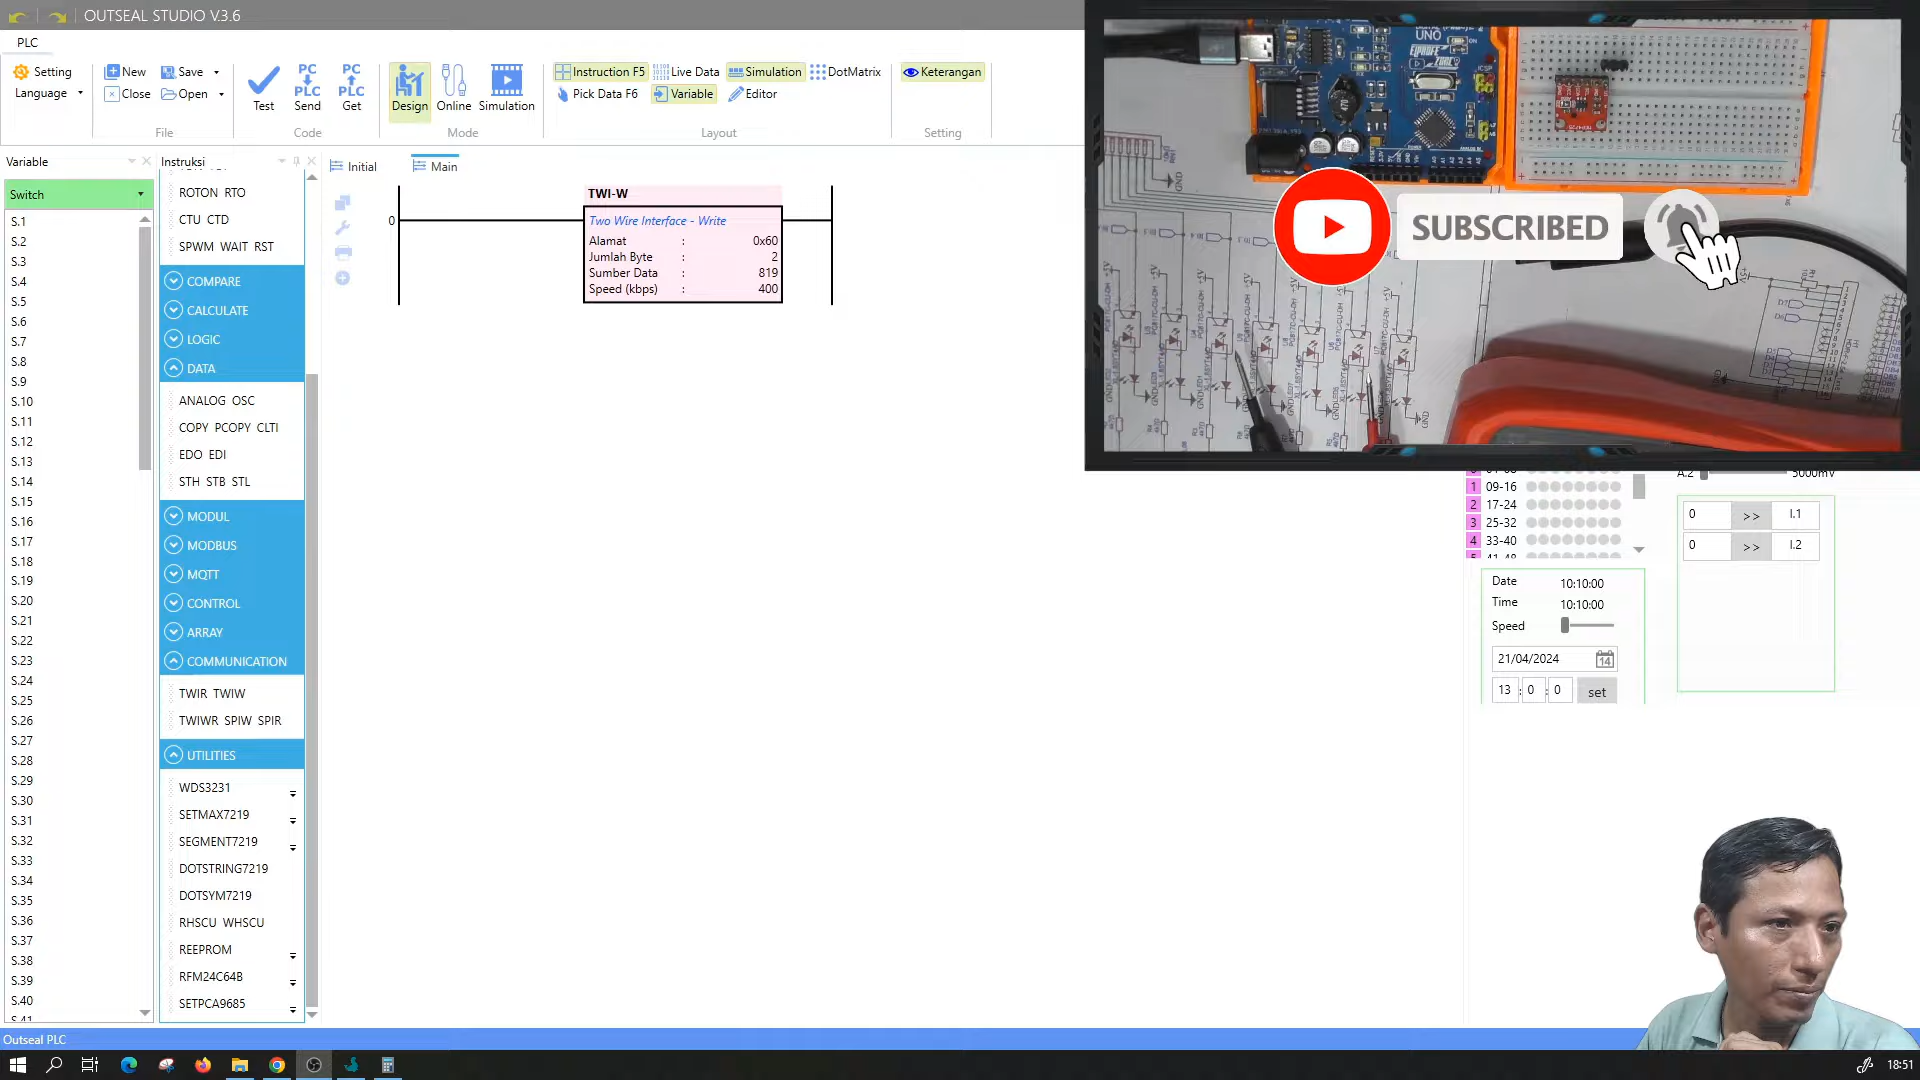 OUTSEAL STUDIO V.3.6
PLC
Setting
Language
New
Close
Save
Open
File
Test
PC
PLC
Send
PC
PLC
Get
Code
Design
Online
Simulation
Mode
Instruction F5
Live Data
Simulation
DotMatrix
Pick Data F6
Variable
Editor
Layout
Keterangan
Setting
Variable
Instruksi
Initial
Main
Switch
S.1
S.2
S.3
S.4
S.5
S.6
S.7
S.8
S.9
S.10
S.11
S.12
S.13
S.14
S.15
S.16
S.17
S.18
S.19
S.20
S.21
S.22
S.23
S.24
S.25
S.26
S.27
S.28
S.29
S.30
S.31
S.32
S.33
S.34
S.35
S.36
S.37
S.38
S.39
S.40
S.41
ROTON RTO
CTU CTD
SPWM WAIT RST
COMPARE
CALCULATE
LOGIC
DATA
ANALOG OSC
COPY PCOPY CLTI
EDO EDI
STH STB STL
MODUL
MODBUS
MQTT
CONTROL
ARRAY
COMMUNICATION
TWIR TWIW
TWIWR SPIW SPIR
UTILITIES
WDS3231
SETMAX7219
SEGMENT7219
DOTSTRING7219
DOTSYM7219
RHSCU WHSCU
REEPROM
RFM24C64B
SETPCA9685
0
TWI-W
Two Wire Interface - Write
Alamat : 0x60
Jumlah Byte : 2
Sumber Data : 819
Speed (kbps) : 400
UNO
SUBSCRIBED
A.2 5000mV
1 09-16
2 17-24
3 25-32
4 33-40
5 41-48
0 >> I.1
0 >> I.2
Date 10:10:00
Time 10:10:00
Speed
21/04/2024
14
13 : 0 : 0 set
Outseal PLC
18:51